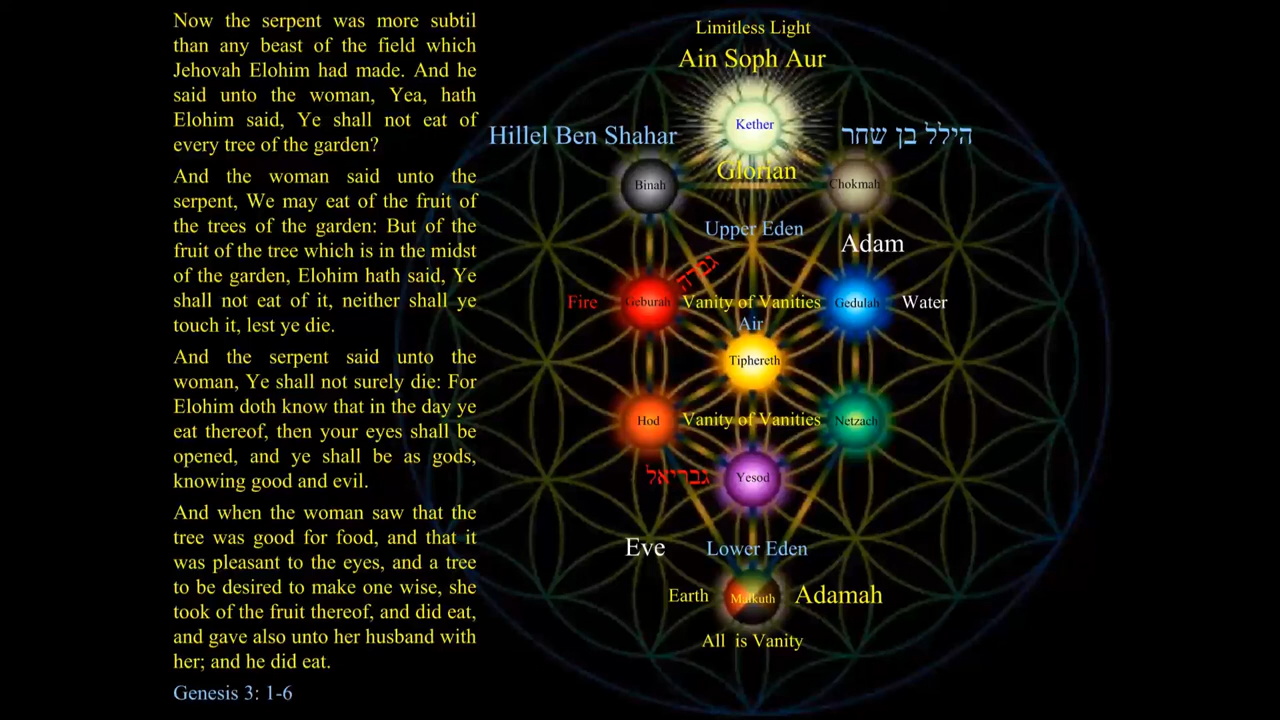 Now the serpent was more subtil
than any beast of the field which
Jehovah Elohim had made. And he
said unto the woman, Yea, hath
Elohim said, Ye shall not eat of
every tree of the garden?
And the woman said unto the
serpent, We may eat of the fruit of
the trees of the garden: But of the
fruit of the tree which is in the midst
of the garden, Elohim hath said, Ye
shall not eat of it, neither shall ye
touch it, lest ye die.
And the serpent said unto the
woman, Ye shall not surely die: For
Elohim doth know that in the day ye
eat thereof, then your eyes shall be
opened, and ye shall be as gods,
knowing good and evil.
And when the woman saw that the
tree was good for food, and that it
was pleasant to the eyes, and a tree
to be desired to make one wise, she
took of the fruit thereof, and did eat,
and gave also unto her husband with
her; and he did eat.
Genesis 3: 1-6
Limitless Light
Ain Soph Aur
Kether
Hillel Ben Shahar
הילל בן שחר
Glorian
Binah
Chokmah
Upper Eden
Adam
גברה
Fire
Geburah
Vanity of Vanities
Gedulah
Water
Air
Tiphereth
Hod
Vanity of Vanities
Netzach
גבריאל
Yesod
Eve
Lower Eden
Earth
Malkuth
Adamah
All is Vanity